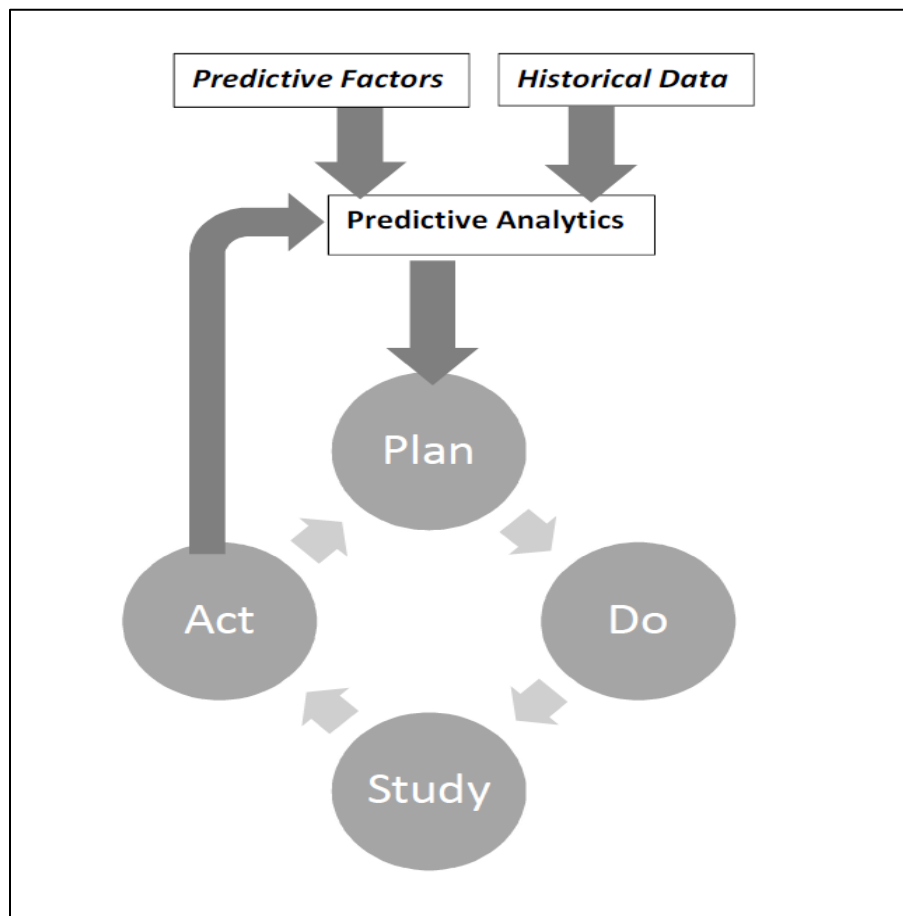 Predictive Factors
Historical Data
Predictive Analytics
Plan
Act
Do
Study